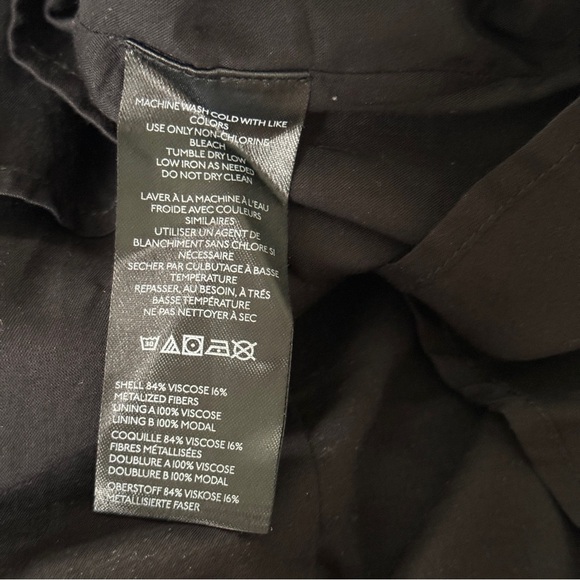 MACHINE WASH COLD WITH LIKE
COLORS
USE ONLY NON-CHLORINE
BLEACH
TUMBLE DRY LOW
LOW IRON AS NEEDED
DO NOT DRY CLEAN
LAVER À LA MACHINE À L'EAU
FROIDE AVEC COULEURS
SIMILAIRES
UTILISER UN AGENT DE
BLANCHIMENT SANS CHLORE SI
NÉCESSAIRE
SECHER PAR CULBUTAGE À BASSE
TEMPERATURE
REPASSER, AU BESOIN, À TRÉS
BASSE TEMPÉRATURE
NE PAS NETTOYER À SEC
30
SHELL 84% VISCOSE 16%
METALIZED FIBERS
LINING A 100% VISCOSE
LINING B 100% MODAL
COQUILLE 84% VISCOSE 16%
FIBRES MÉTALLISÉES
DOUBLURE A 100% VISCOSE
DOUBLURE B 100% MODAL
OBERSTOFF 84% VISKOSE 16%
METALLISIERTE FASER